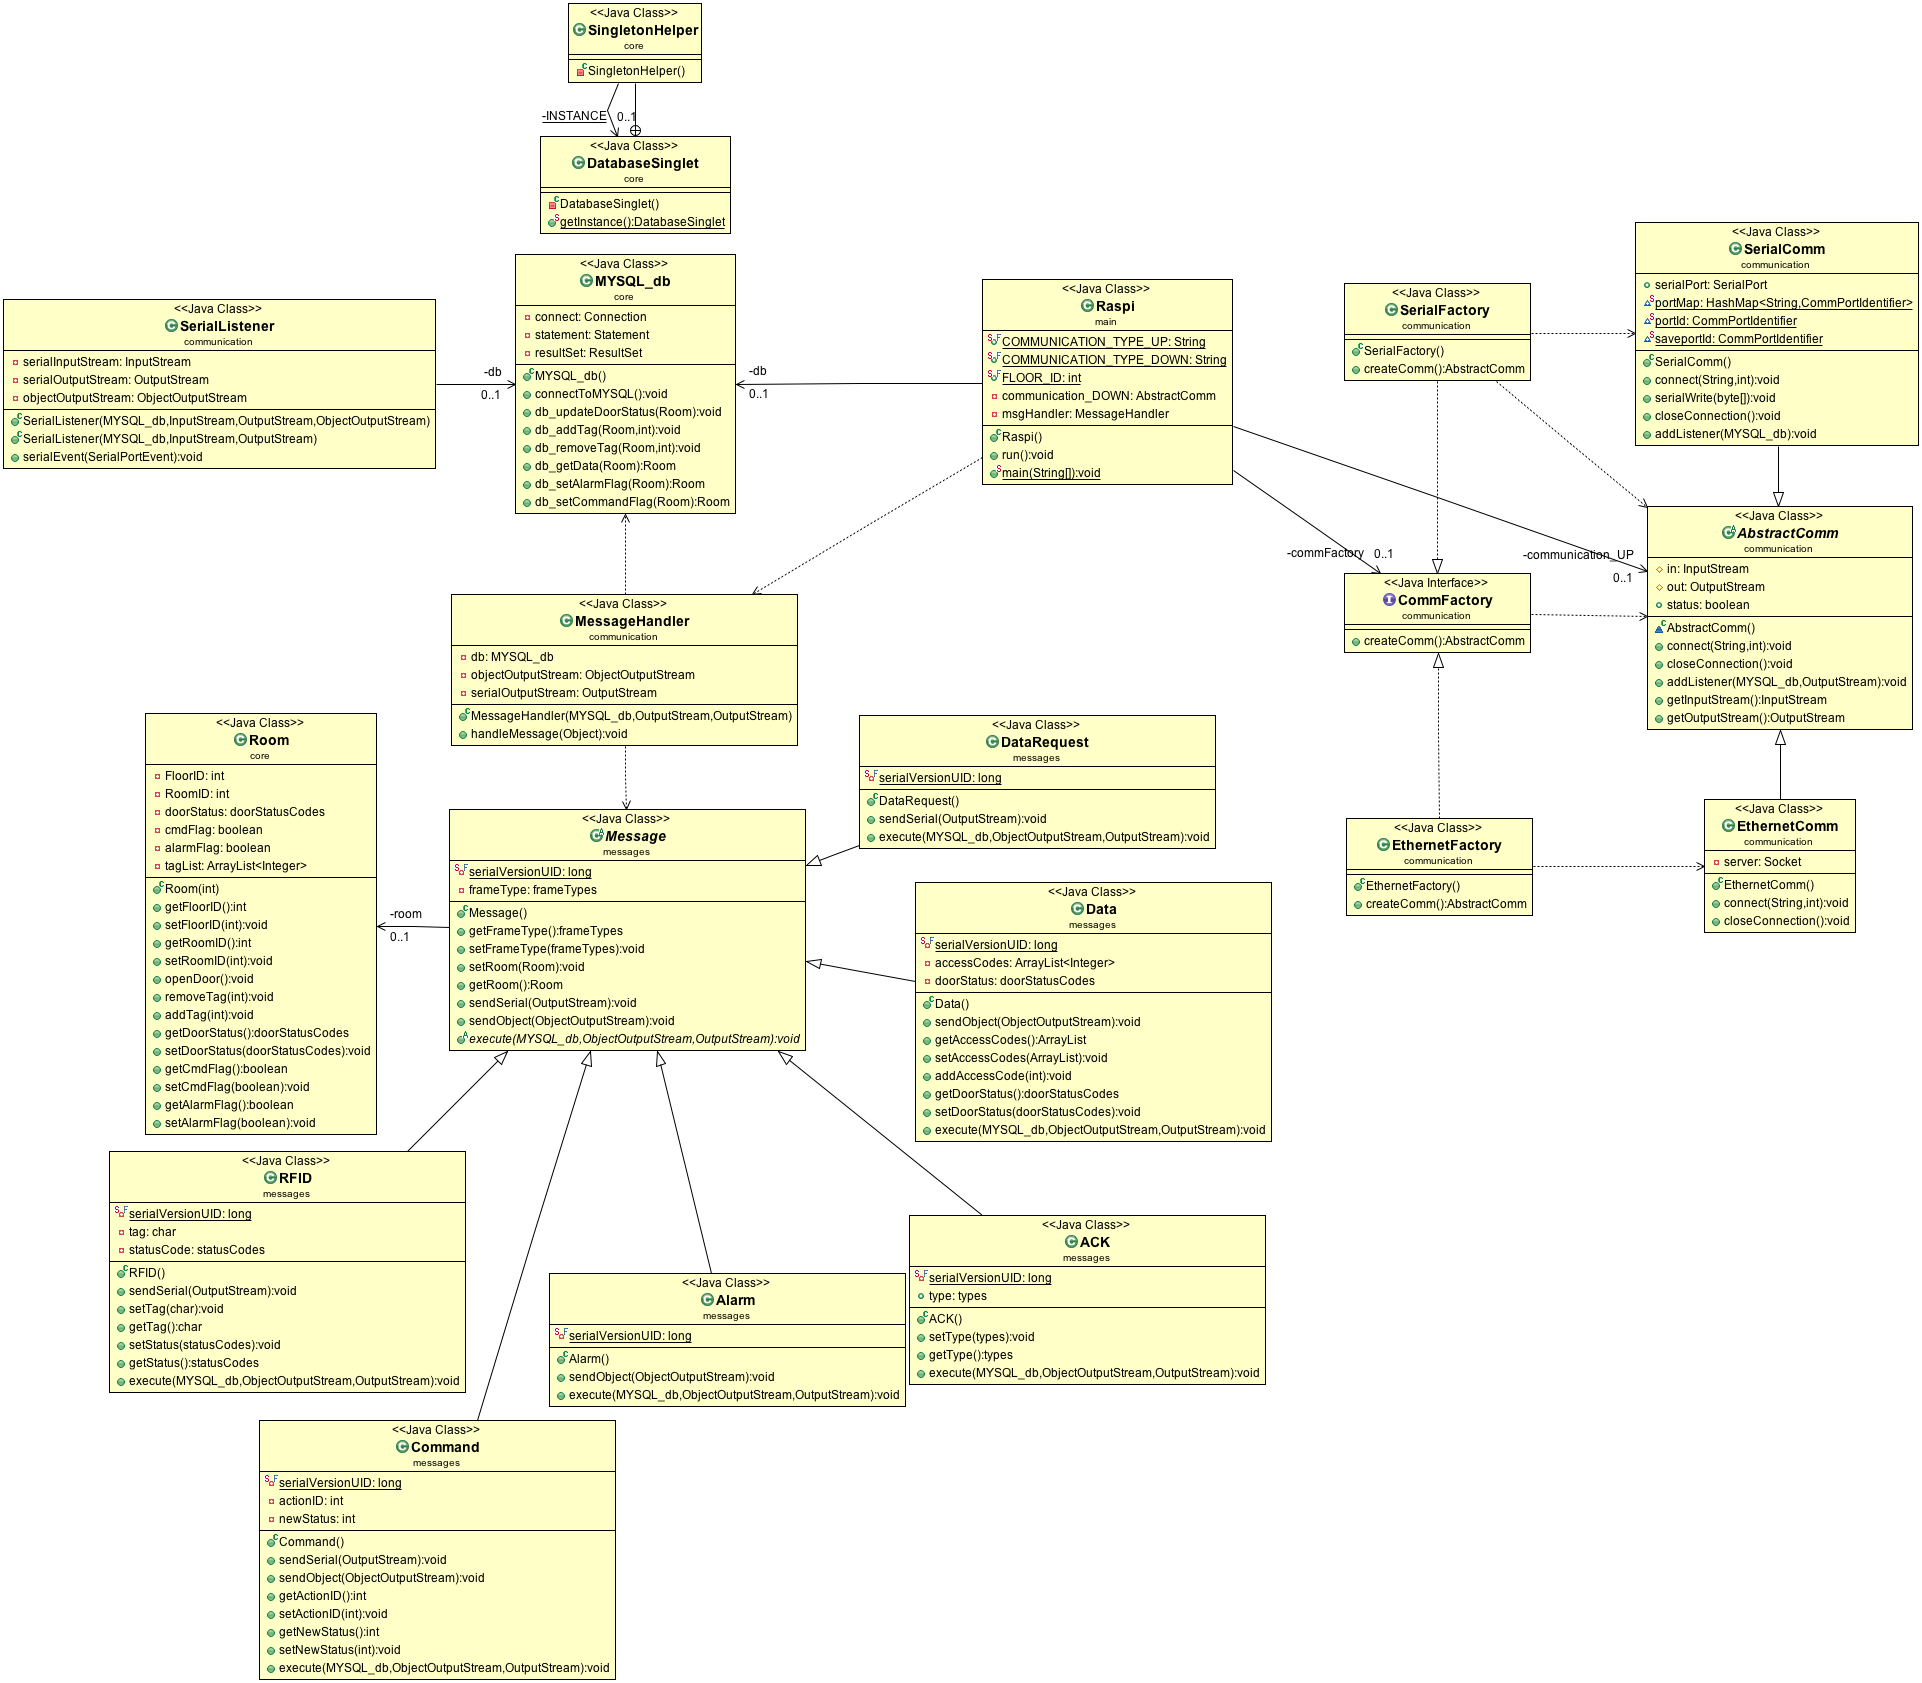 <<Java Class>>
SingletonHelper
core
SingletonHelper()
-INSTANCE
0..1
<<Java Class>>
DatabaseSinglet
core
DatabaseSinglet()
getInstance():DatabaseSinglet
<<Java Class>>
MYSQL_db
core
connect: Connection
statement: Statement
resultSet: ResultSet
MYSQL_db()
connectToMYSQL():void
db_updateDoorStatus(Room):void
db_addTag(Room,int):void
db_removeTag(Room,int):void
db_getData(Room):Room
db_setAlarmFlag(Room):Room
db_setCommandFlag(Room):Room
<<Java Class>>
SerialListener
communication
serialInputStream: InputStream
serialOutputStream: OutputStream
objectOutputStream: ObjectOutputStream
SerialListener(MYSQL_db,InputStream,OutputStream,ObjectOutputStream)
SerialListener(MYSQL_db,InputStream,OutputStream)
serialEvent(SerialPortEvent):void
-db
0..1
-db
0..1
<<Java Class>>
Raspi
main
COMMUNICATION_TYPE_UP: String
COMMUNICATION_TYPE_DOWN: String
FLOOR_ID: int
communication_DOWN: AbstractComm
msgHandler: MessageHandler
Raspi()
run():void
main(String[]):void
<<Java Class>>
SerialFactory
communication
SerialFactory()
createComm():AbstractComm
<<Java Class>>
SerialComm
communication
serialPort: SerialPort
portMap: HashMap<String,CommPortIdentifier>
portId: CommPortIdentifier
saveportId: CommPortIdentifier
SerialComm()
connect(String,int):void
serialWrite(byte[]):void
closeConnection():void
addListener(MYSQL_db):void
-commFactory
0..1
-communication_UP
0..1
<<Java Class>>
AbstractComm
communication
in: InputStream
out: OutputStream
status: boolean
AbstractComm()
connect(String,int):void
closeConnection():void
addListener(MYSQL_db,OutputStream):void
getInputStream():InputStream
getOutputStream():OutputStream
<<Java Interface>>
CommFactory
communication
createComm():AbstractComm
<<Java Class>>
MessageHandler
communication
db: MYSQL_db
objectOutputStream: ObjectOutputStream
serialOutputStream: OutputStream
MessageHandler(MYSQL_db,OutputStream,OutputStream)
handleMessage(Object):void
<<Java Class>>
Room
core
FloorID: int
RoomID: int
doorStatus: doorStatusCodes
cmdFlag: boolean
alarmFlag: boolean
tagList: ArrayList<Integer>
Room(int)
getFloorID():int
setFloorID(int):void
getRoomID():int
setRoomID(int):void
openDoor():void
removeTag(int):void
addTag(int):void
getDoorStatus():doorStatusCodes
setDoorStatus(doorStatusCodes):void
getCmdFlag():boolean
setCmdFlag(boolean):void
getAlarmFlag():boolean
setAlarmFlag(boolean):void
-room
0..1
<<Java Class>>
Message
messages
serialVersionUID: long
frameType: frameTypes
Message()
getFrameType():frameTypes
setFrameType(frameTypes):void
setRoom(Room):void
getRoom():Room
sendSerial(OutputStream):void
sendObject(ObjectOutputStream):void
execute(MYSQL_db,ObjectOutputStream,OutputStream):void
<<Java Class>>
DataRequest
messages
serialVersionUID: long
DataRequest()
sendSerial(OutputStream):void
execute(MYSQL_db,ObjectOutputStream,OutputStream):void
<<Java Class>>
Data
messages
serialVersionUID: long
accessCodes: ArrayList<Integer>
doorStatus: doorStatusCodes
Data()
sendObject(ObjectOutputStream):void
getAccessCodes():ArrayList
setAccessCodes(ArrayList):void
addAccessCode(int):void
getDoorStatus():doorStatusCodes
setDoorStatus(doorStatusCodes):void
execute(MYSQL_db,ObjectOutputStream,OutputStream):void
<<Java Class>>
EthernetFactory
communication
EthernetFactory()
createComm():AbstractComm
<<Java Class>>
EthernetComm
communication
server: Socket
EthernetComm()
connect(String,int):void
closeConnection():void
<<Java Class>>
RFID
messages
serialVersionUID: long
tag: char
statusCode: statusCodes
RFID()
sendSerial(OutputStream):void
setTag(char):void
getTag():char
setStatus(statusCodes):void
getStatus():statusCodes
execute(MYSQL_db,ObjectOutputStream,OutputStream):void
<<Java Class>>
Alarm
messages
serialVersionUID: long
Alarm()
sendObject(ObjectOutputStream):void
execute(MYSQL_db,ObjectOutputStream,OutputStream):void
<<Java Class>>
ACK
messages
serialVersionUID: long
type: types
ACK()
setType(types):void
getType():types
execute(MYSQL_db,ObjectOutputStream,OutputStream):void
<<Java Class>>
Command
messages
serialVersionUID: long
actionID: int
newStatus: int
Command()
sendSerial(OutputStream):void
sendObject(ObjectOutputStream):void
getActionID():int
setActionID(int):void
getNewStatus():int
setNewStatus(int):void
execute(MYSQL_db,ObjectOutputStream,OutputStream):void